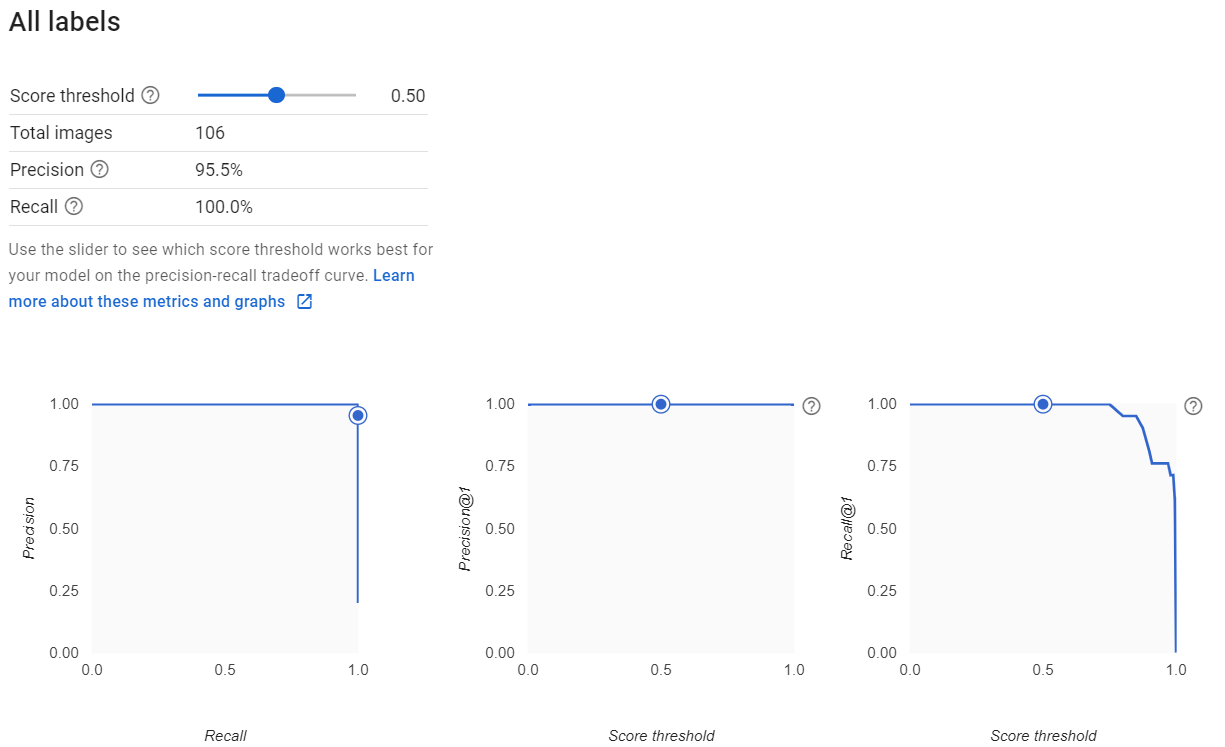 All labels
Score threshold ? 0.50
Total images 106
Precision ? 95.5%
Recall ? 100.0%
Use the slider to see which score threshold works best for
your model on the precision-recall tradeoff curve. Learn
more about these metrics and graphs
1.00
0.75
0.50
0.25
0.00
0.0 0.5 1.0
Precision
Recall
1.00 ?
0.75
0.50
0.25
0.00
0.0 0.5 1.0
Precision@1
Score threshold
1.00 ?
0.75
0.50
0.25
0.00
0.0 0.5 1.0
Recall@1
Score threshold